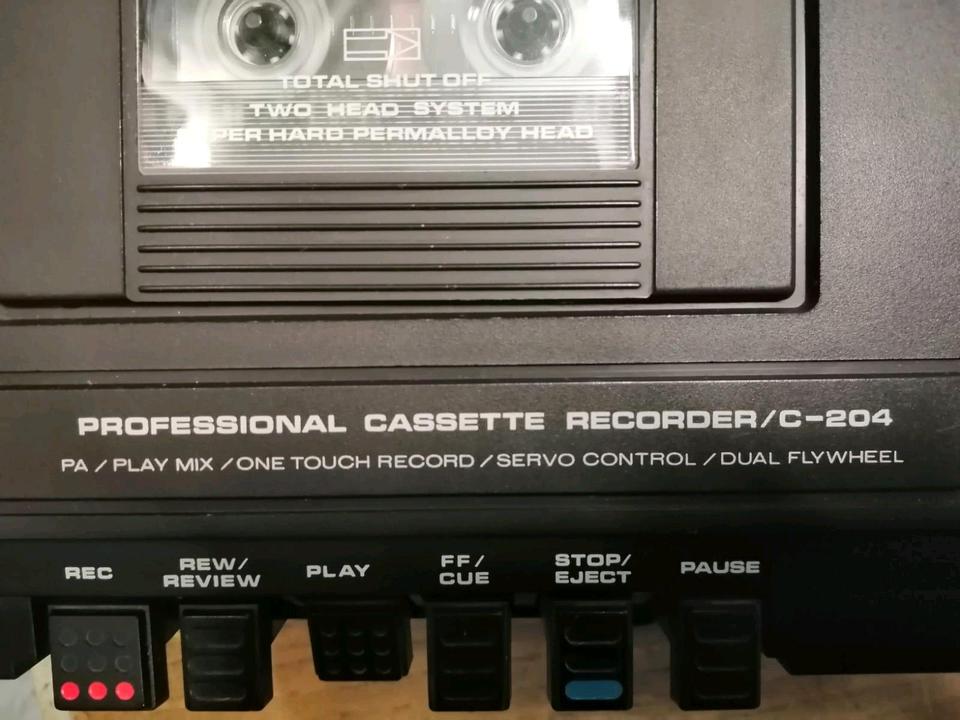 TOTAL SHUT OFF
TWO HEAD SYSTEM
HARD PERMALLOY HEAD
PROFESSIONAL CASSETTE RECORDER/C-204
PA / PLAY MIX / ONE TOUCH RECORD / SERVO CONTROL / DUAL FLYWHEEL
REC
REW/
REVIEW
PLAY
FF/
CUE
STOP/
EJECT
PAUSE